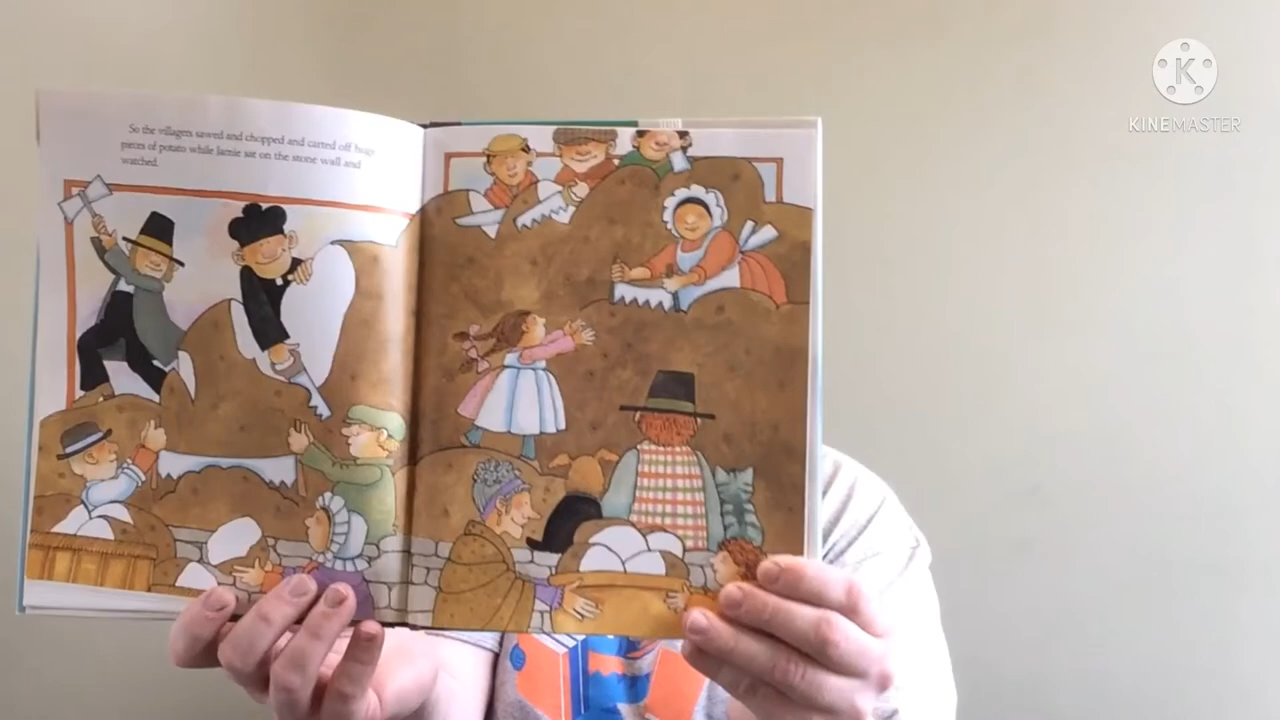 So the villagers sawed and chopped and carted off huge
pieces of potato while Jamie sat on the stone wall and
watched.
KINEMASTER